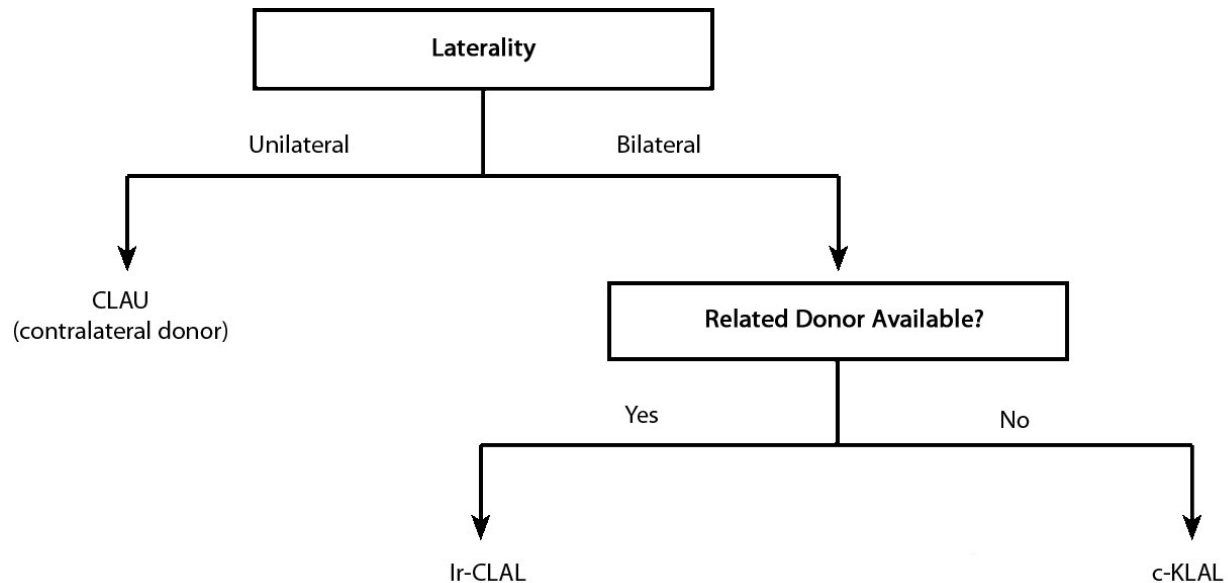 Laterality
Unilateral
Bilateral
CLAU
(contralateral donor)
Related Donor Available?
Yes
No
lr-CLAL
c-KLAL